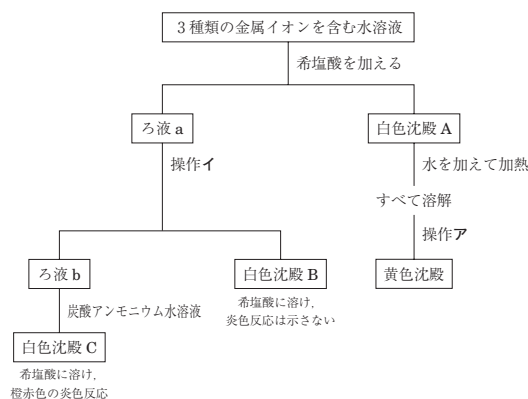 3種類の金属イオンを含む水溶液
希塩酸を加える
ろ液 a
白色沈殿 A
操作イ
水を加えて加熱
すべて溶解
操作ア
ろ液 b
白色沈殿 B
黄色沈殿
炭酸アンモニウム水溶液
希塩酸に溶け,
炎色反応は示さない
白色沈殿 C
希塩酸に溶け,
橙赤色の炎色反応